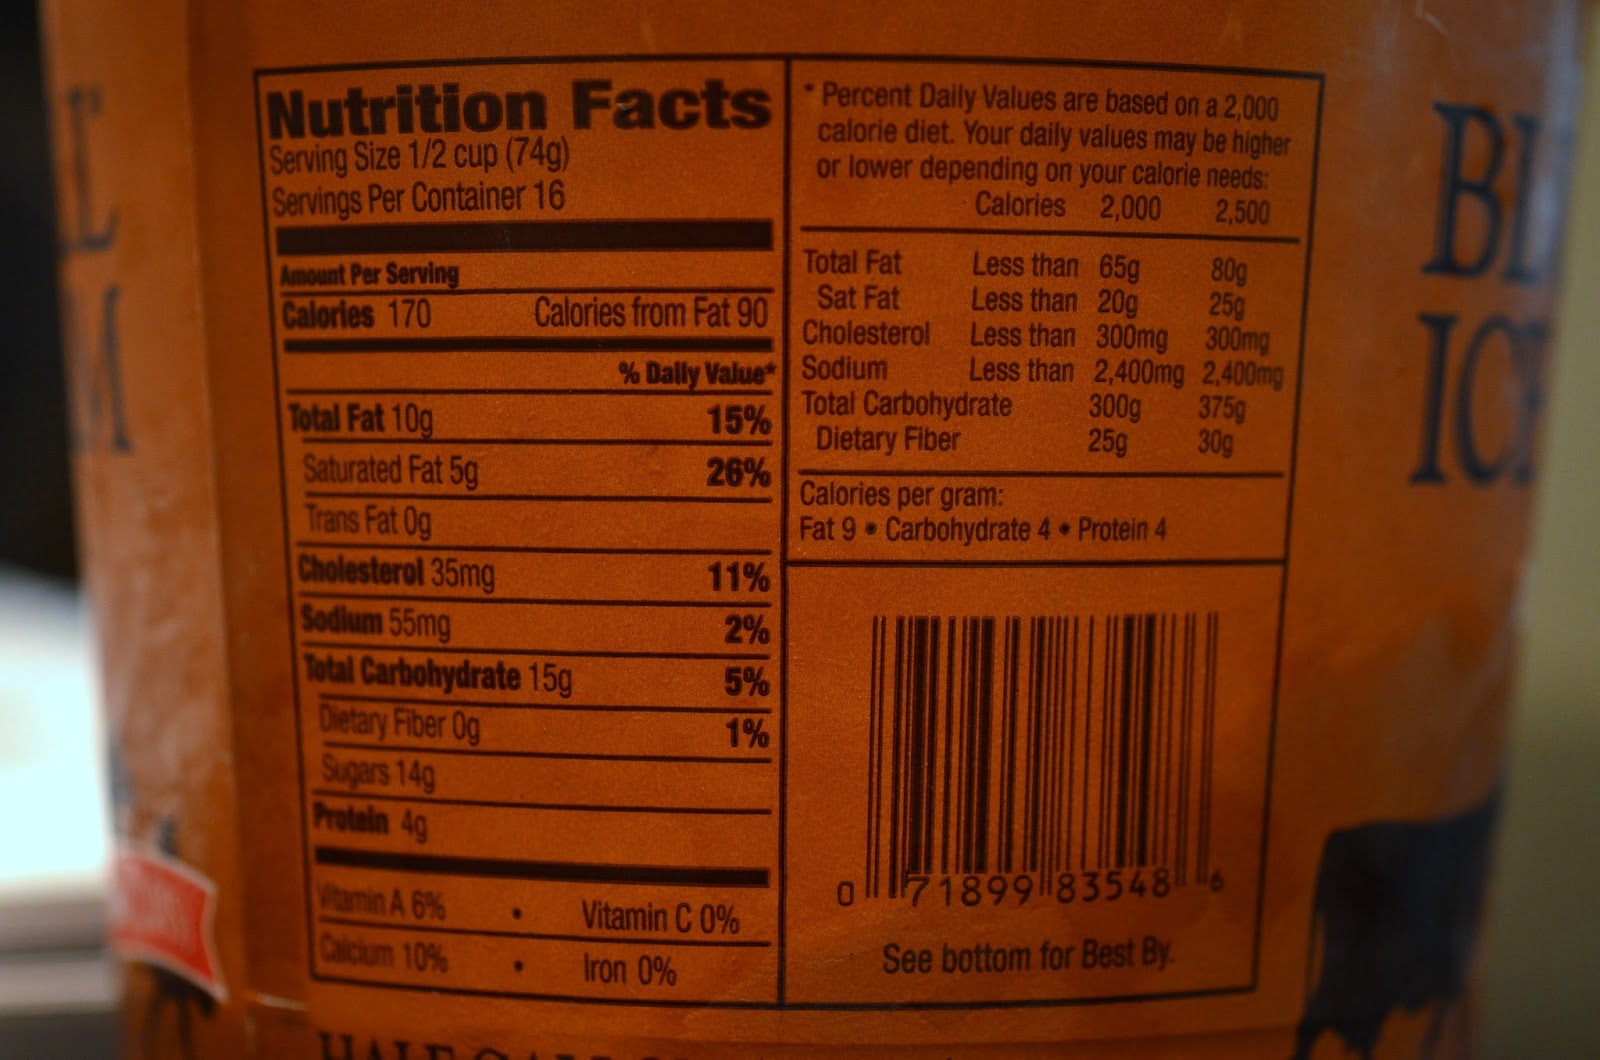 Nutrition Facts
Serving Size 1/2 cup (74g)
Servings Per Container 16
Amount Per Serving
Calories 170 Calories from Fat 90
% Daily Value*
Total Fat 10g 15%
Saturated Fat 5g 26%
Trans Fat 0g
Cholesterol 35mg 11%
Sodium 55mg 2%
Total Carbohydrate 15g 5%
Dietary Fiber 0g 1%
Sugars 14g
Protein 4g
Vitamin A 6% • Vitamin C 0%
Calcium 10% • Iron 0%
* Percent Daily Values are based on a 2,000
calorie diet. Your daily values may be higher
or lower depending on your calorie needs:
Calories 2,000 2,500
Total Fat Less than 65g 80g
Sat Fat Less than 20g 25g
Cholesterol Less than 300mg 300mg
Sodium Less than 2,400mg 2,400mg
Total Carbohydrate 300g 375g
Dietary Fiber 25g 30g
Calories per gram:
Fat 9 • Carbohydrate 4 • Protein 4
0 71899 83548 6
See bottom for Best By.
HALF
BL
IC